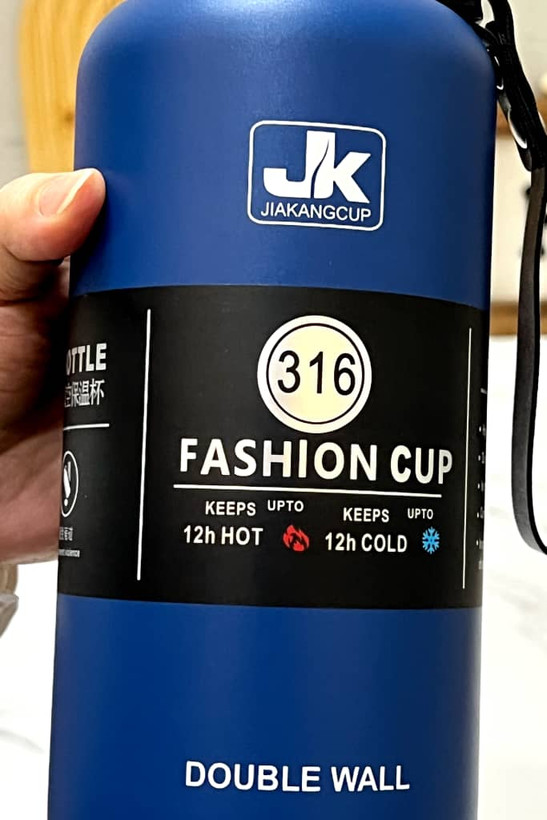 JK
JIAKANGCUP
OTTLE
保温杯
316
FASHION CUP
KEEPS UPTO
12h HOT
KEEPS UPTO
12h COLD
DOUBLE WALL